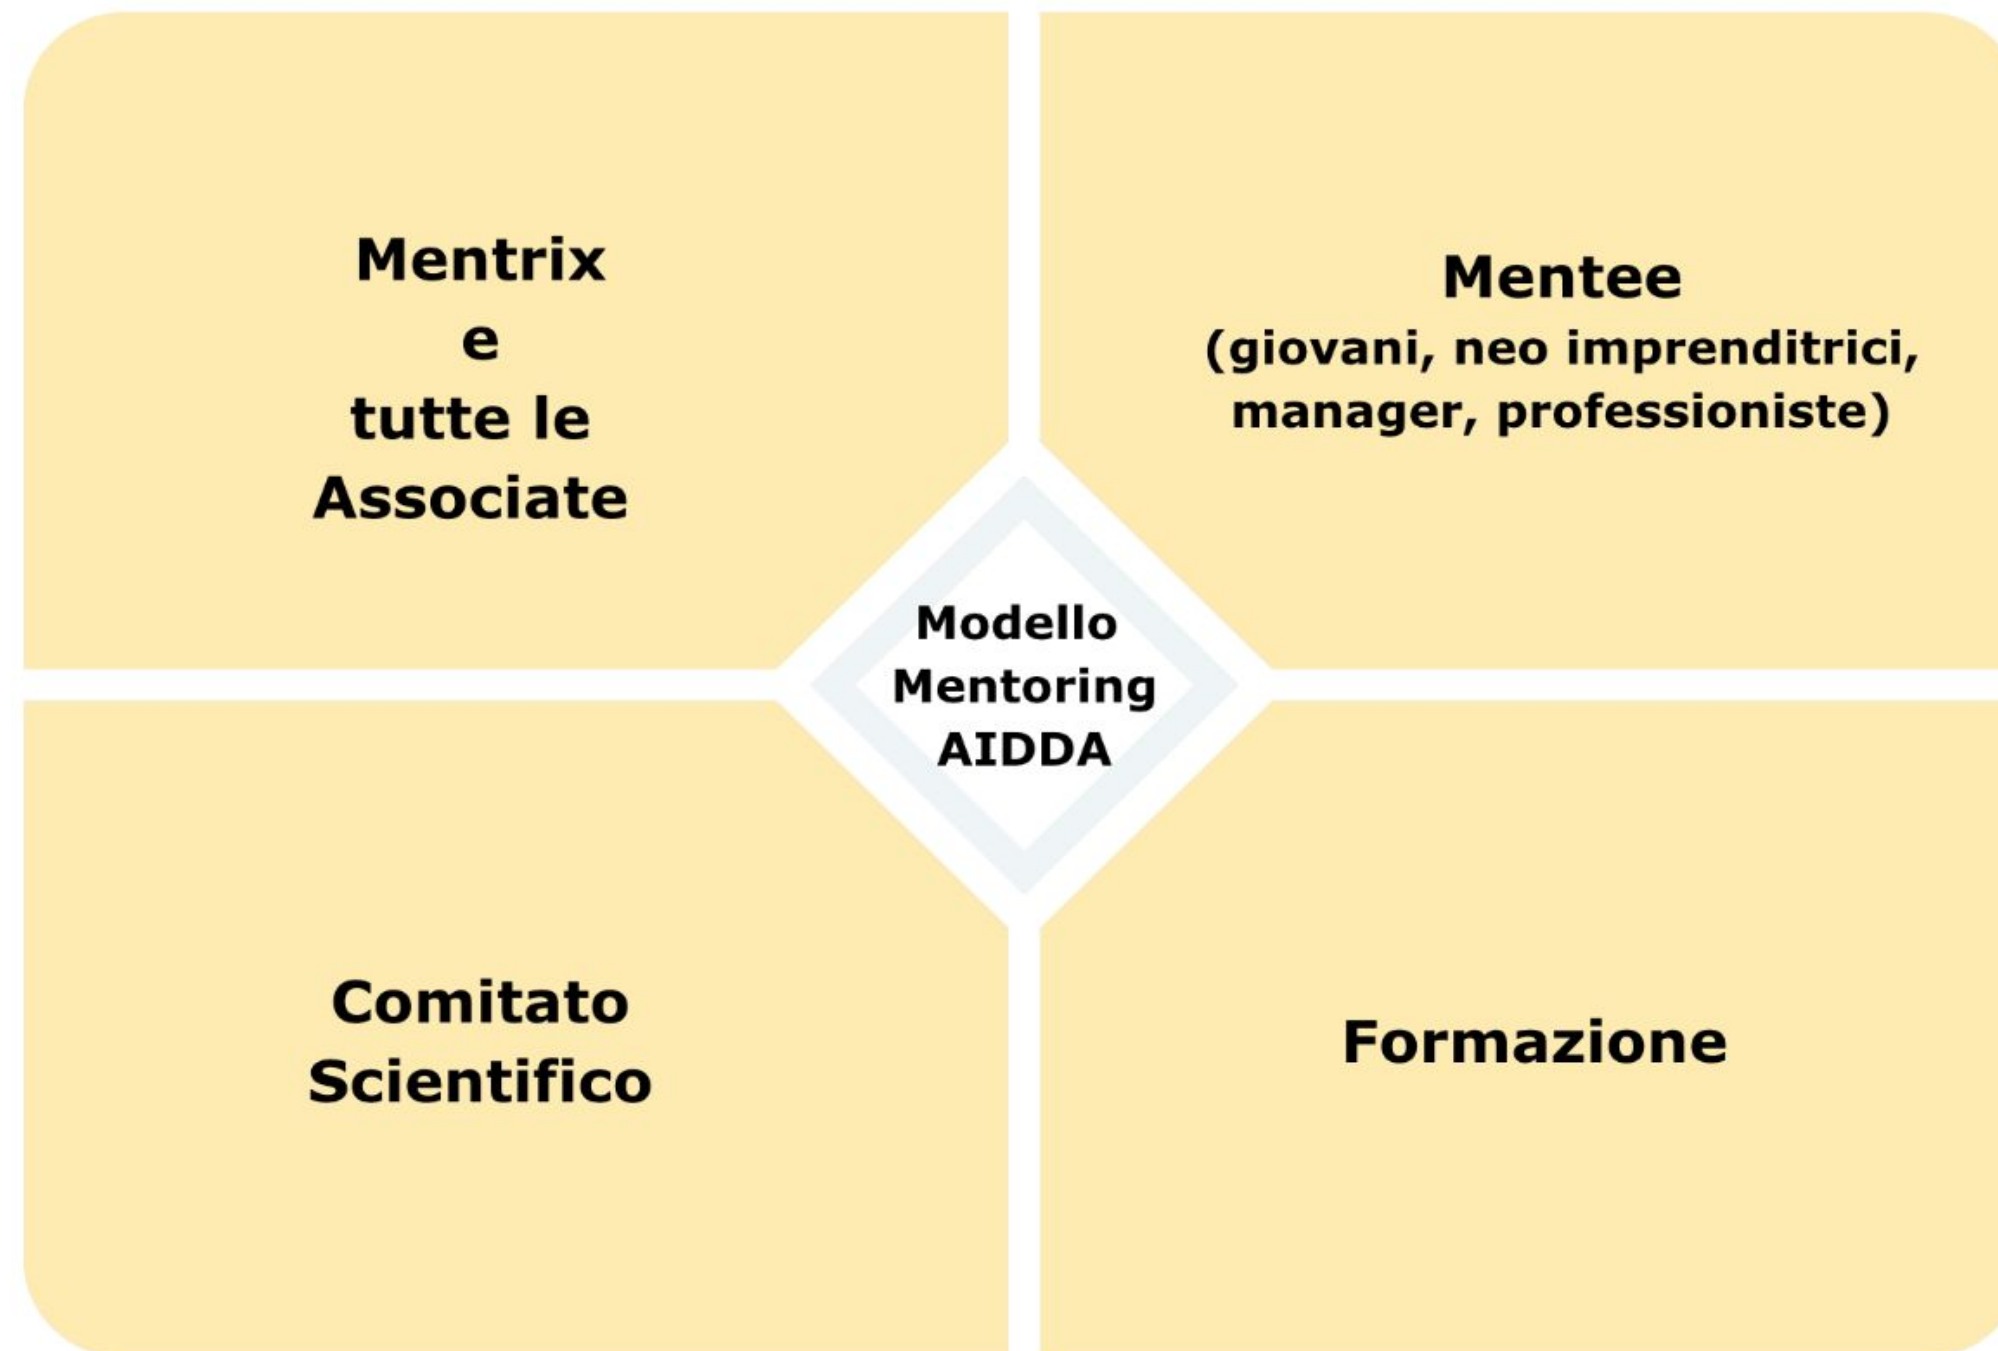 Mentrix
e
tutte le
Associate
Mentee
(giovani, neo imprenditrici,
manager, professioniste)
Modello
Mentoring
AIDDA
Comitato
Scientifico
Formazione